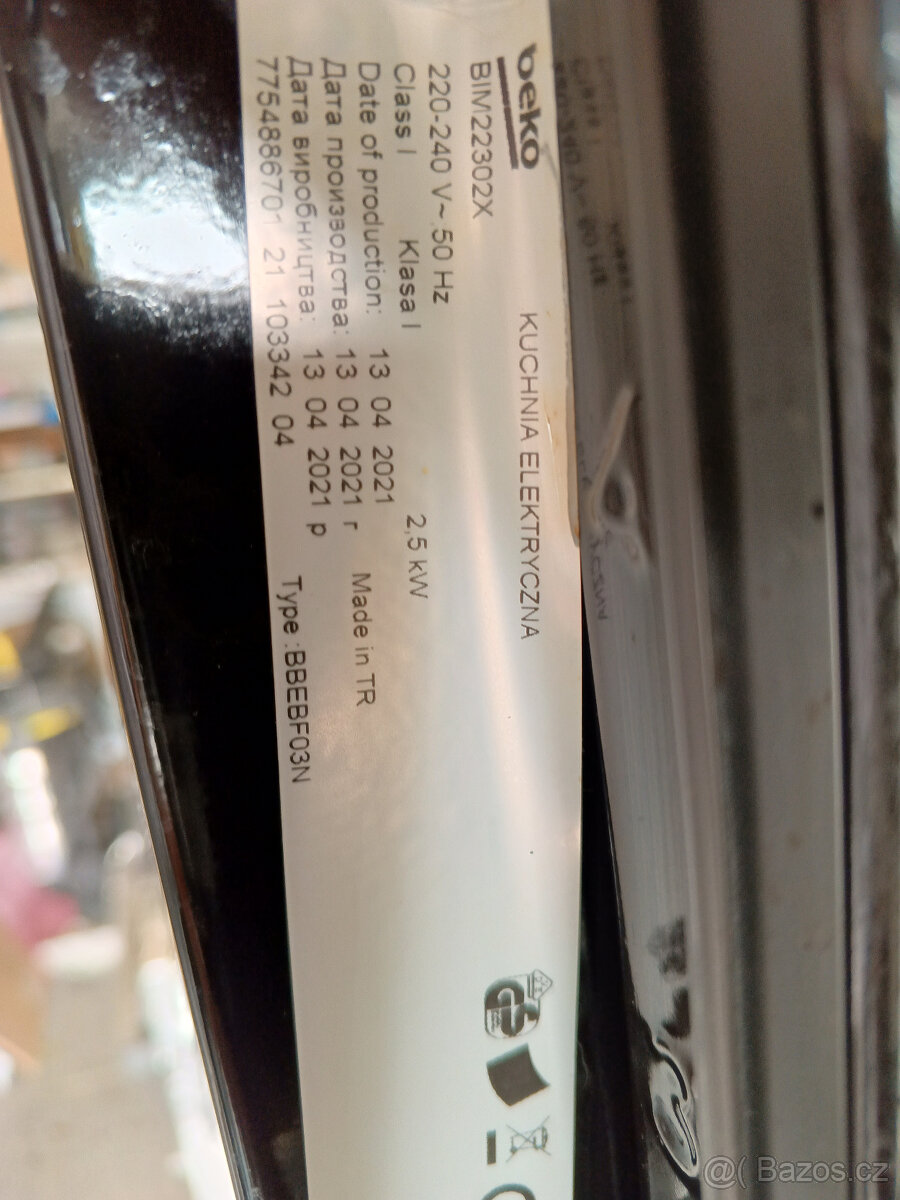 beko
KUCHNIA ELEKTRYCZNA
BIM22302X
220-240 V~ 50 Hz
2,5 kW
Class I Klasa I
Date of production: 13 04 2021 Made in TR
Дата производства: 13 04 2021 г
Дата виробництва: 13 04 2021 р Type :BBEBF03N
7754886701 21 103342 04
GS
@( Bazos.cz